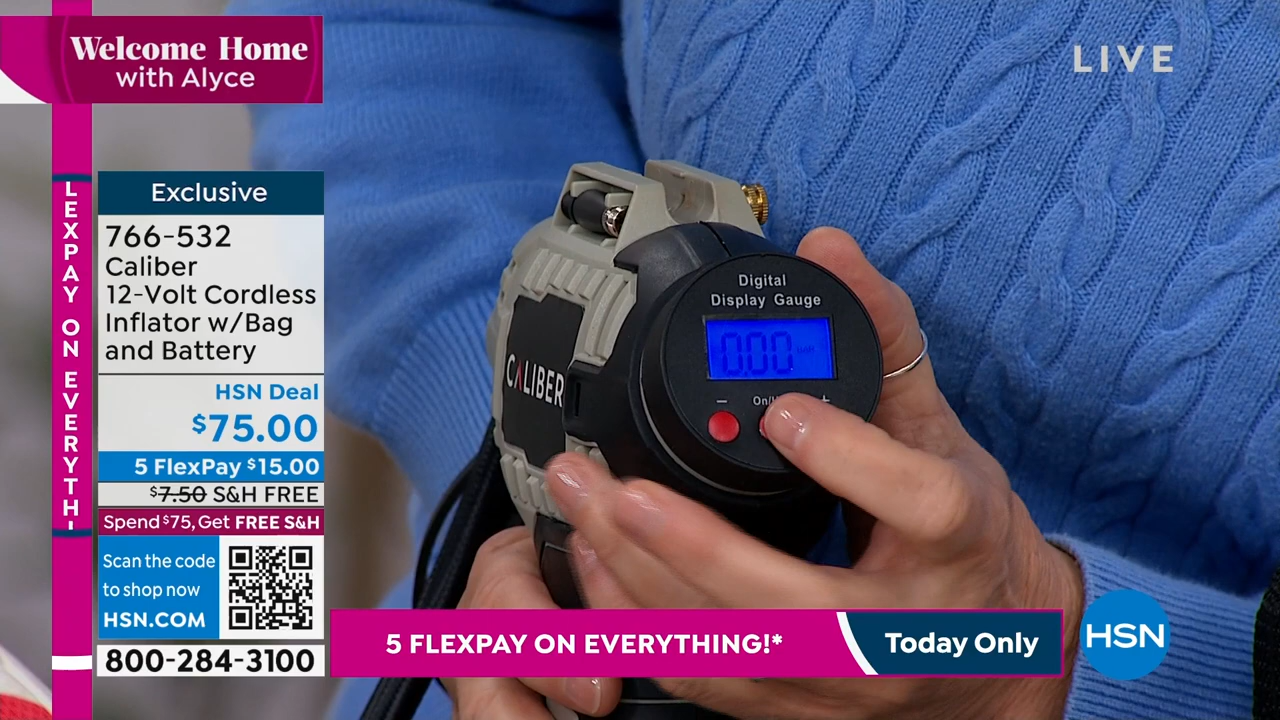 Welcome Home
with Alyce
LIVE
LEXPAY ON EVERYTH
Exclusive
766-532
Caliber
12-Volt Cordless
Inflator w/Bag
and Battery
HSN Deal
$75.00
5 FlexPay $15.00
$7.50 S&H FREE
Spend $75, Get FREE S&H
Scan the code
to shop now
HSN.COM
800-284-3100
Digital
Display Gauge
0.00
− +
CALIBER
5 FLEXPAY ON EVERYTHING!*
Today Only
HSN